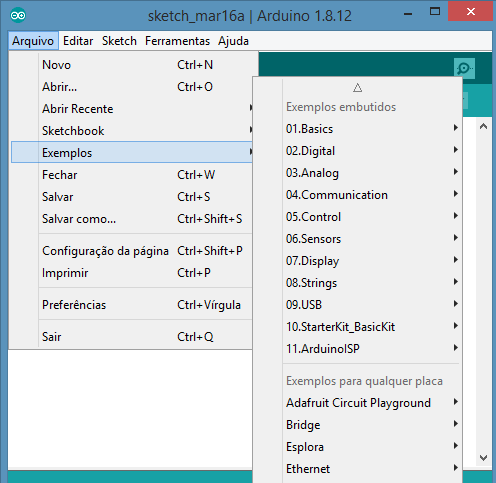 sketch_mar16a | Arduino 1.8.12
Arquivo Editar Sketch Ferramentas Ajuda
Novo Ctrl+N
Abrir... Ctrl+O
Abrir Recente
Sketchbook
Exemplos
Fechar Ctrl+W
Salvar Ctrl+S
Salvar como... Ctrl+Shift+S
Configuração da página Ctrl+Shift+P
Imprimir Ctrl+P
Preferências Ctrl+Vírgula
Sair Ctrl+Q
Exemplos embutidos
01.Basics
02.Digital
03.Analog
04.Communication
05.Control
06.Sensors
07.Display
08.Strings
09.USB
10.StarterKit_BasicKit
11.ArduinoISP
Exemplos para qualquer placa
Adafruit Circuit Playground
Bridge
Esplora
Ethernet